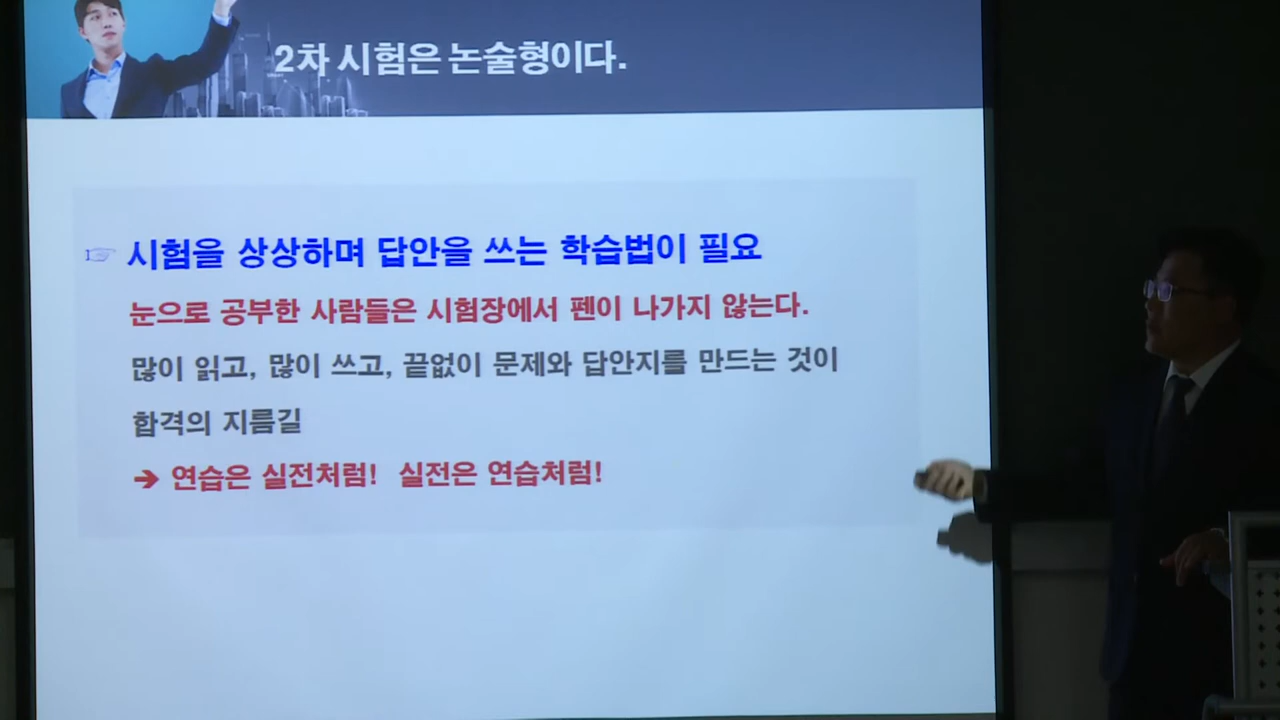 2차 시험은 논술형이다.
☞ 시험을 상상하며 답안을 쓰는 학습법이 필요
눈으로 공부한 사람들은 시험장에서 펜이 나가지 않는다.
많이 읽고, 많이 쓰고, 끝없이 문제와 답안지를 만드는 것이
합격의 지름길
➔ 연습은 실전처럼! 실전은 연습처럼!